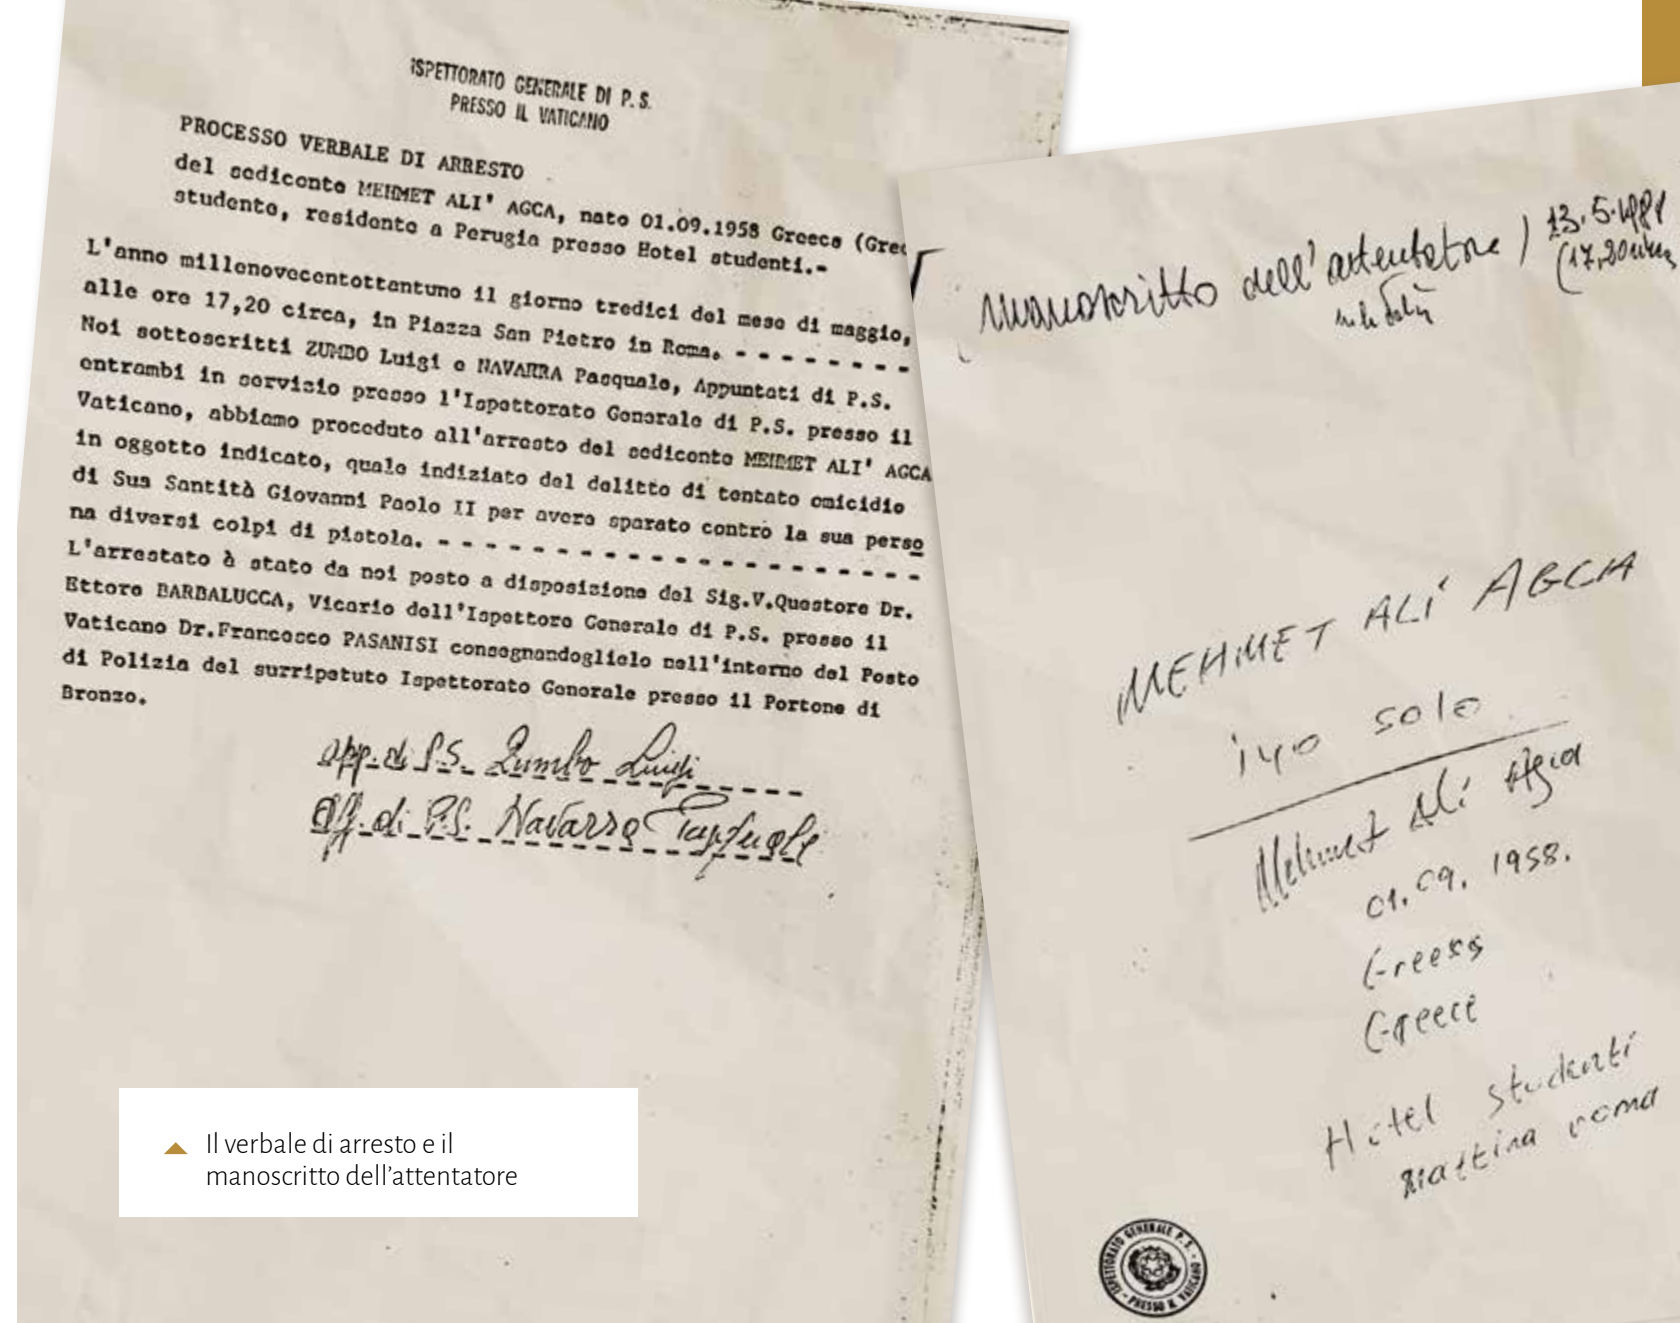 ISPETTORATO GENERALE DI P.S.
PRESSO IL VATICANO
PROCESSO VERBALE DI ARRESTO
del sedicente MEHMET ALI' AGCA, nato 01.09.1958 Greece (Grec
studente, residente a Perugia presso Hotel studenti.-
L'anno millenovecentottantuno il giorno tredici del mese di maggio,
alle ore 17,20 circa, in Piazza San Pietro in Roma. - - - - - - - -
Noi sottoscritti ZUMBO Luigi e NAVARRA Pasquale, Appuntati di P.S.
entrambi in servizio presso l'Ispettorato Generale di P.S. presso il
Vaticano, abbiamo proceduto all'arresto del sedicente MEHMET ALI' AGCA
in oggetto indicato, quale indiziato del delitto di tentato omicidio
di Sua Santità Giovanni Paolo II per avere sparato contro la sua perso
na diversi colpi di pistola. - - - - - - - - - - - - - - - - - - - - -
L'arrestato è stato da noi posto a disposizione del Sig.V.Questore Dr.
Ettore BARBALUCCA, Vicario dell'Ispettore Generale di P.S. presso il
Vaticano Dr.Francesco PASANISI consegnandoglielo nell'interno del Posto
di Polizia del surripetuto Ispettorato Generale presso il Portone di
Bronzo.
app. di P.S. Zumbo Luigi
App. di P.S. Navarra Pasquale
Il verbale di arresto e il
manoscritto dell'attentatore
Manoscritto dell'attentatore 13.5.1981
(17,20
MEHMET ALi AGCA
iyo solo
Mehmet Ali Agca
01.09.1958.
Greess
Greece
Hotel studenti
Mattina roma
ISPETTORATO GENERALE P.S. - PRESSO IL VATICANO